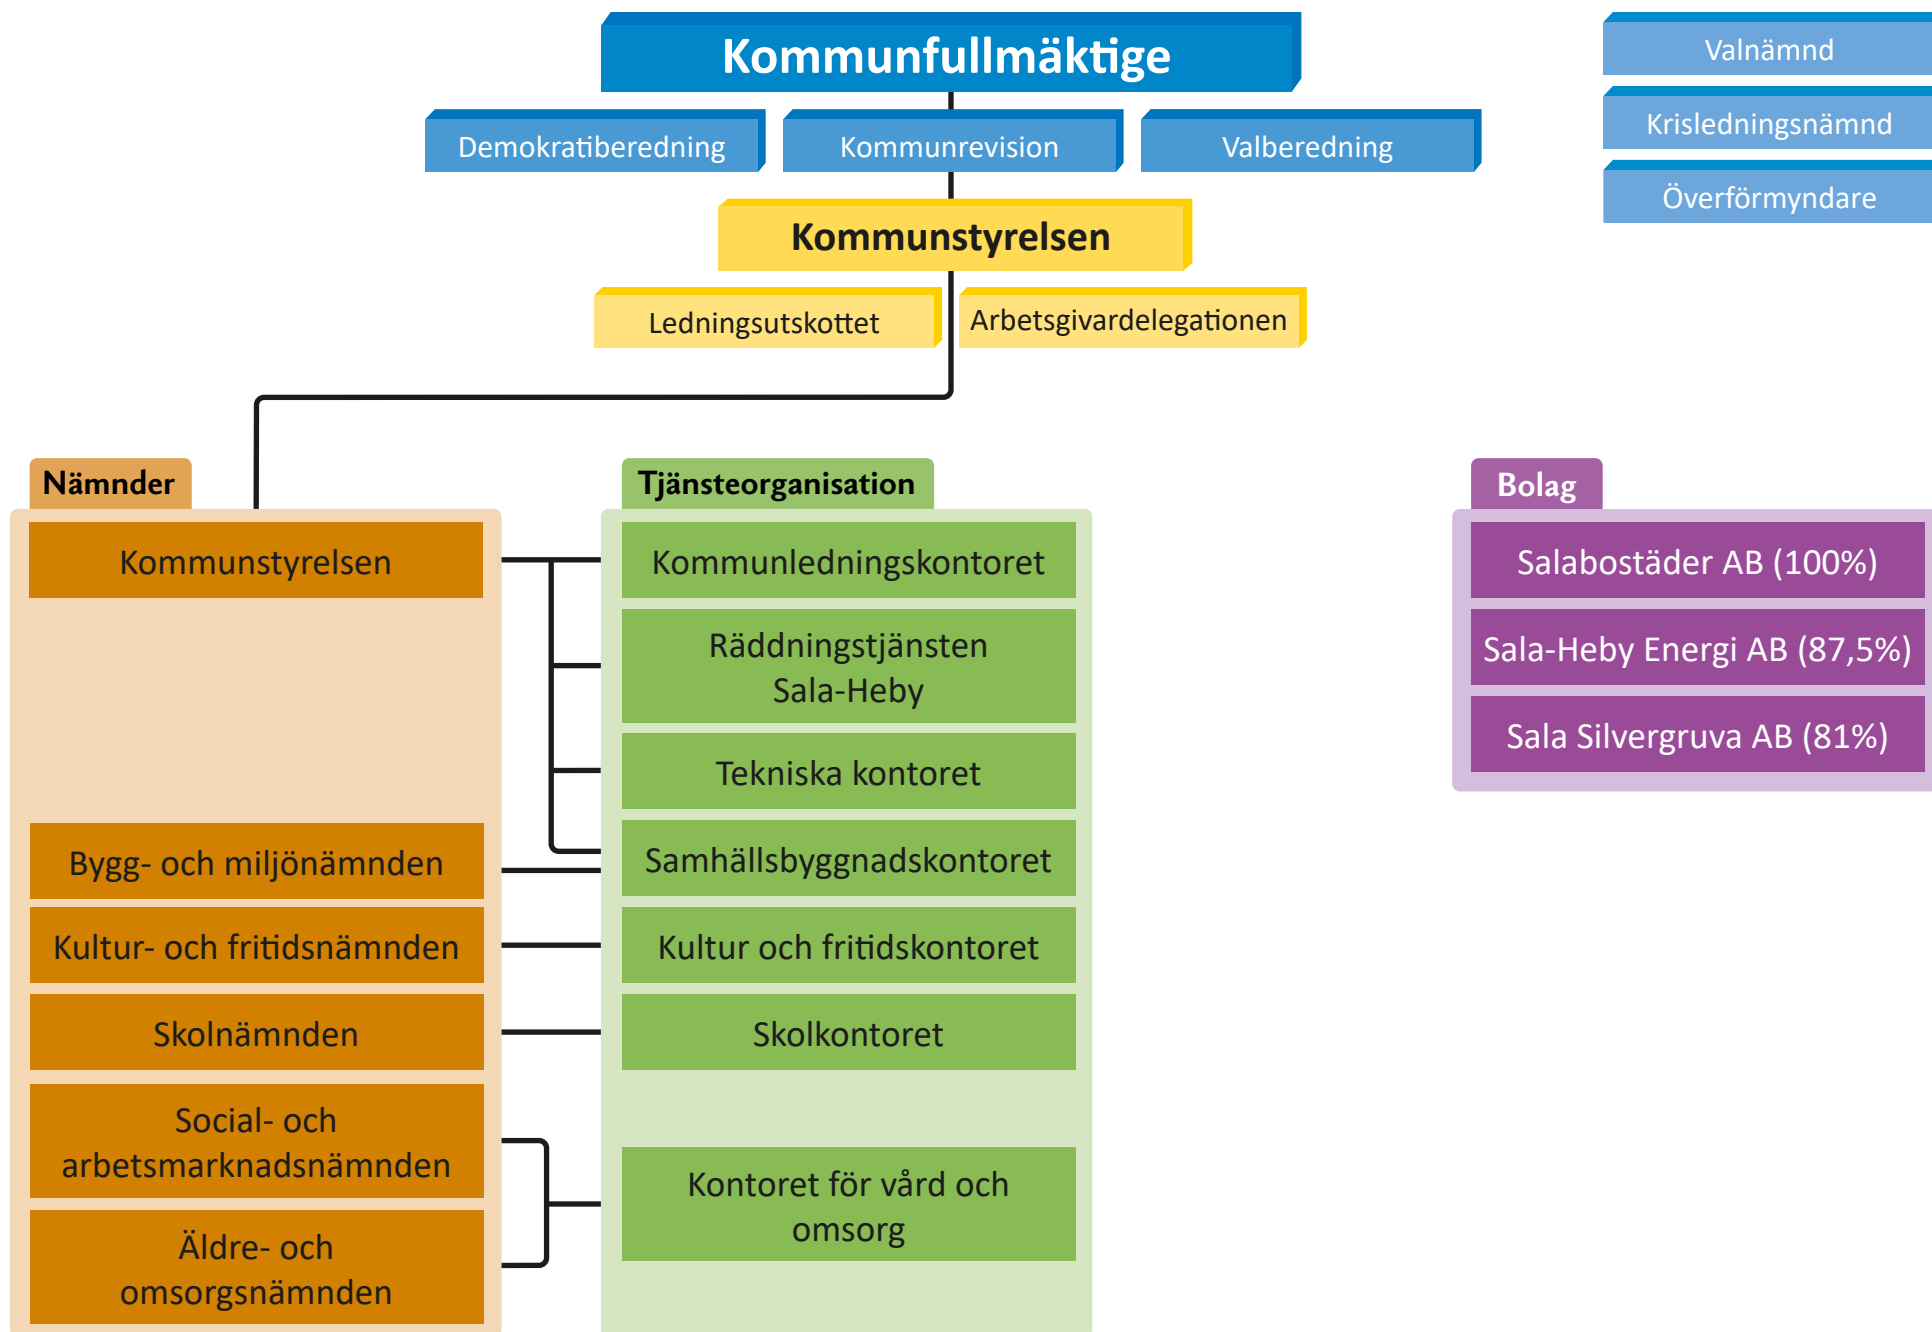 Kommunfullmäktige
Demokratiberedning
Kommunrevision
Valberedning
Valnämnd
Krisledningsnämnd
Överförmyndare
Kommunstyrelsen
Ledningsutskottet
Arbetsgivardelegationen
Nämnder
Kommunstyrelsen
Bygg- och miljönämnden
Kultur- och fritidsnämnden
Skolnämnden
Social- och
arbetsmarknadsnämnden
Äldre- och
omsorgsnämnden
Tjänsteorganisation
Kommunledningskontoret
Räddningstjänsten
Sala-Heby
Tekniska kontoret
Samhällsbyggnadskontoret
Kultur och fritidskontoret
Skolkontoret
Kontoret för vård och
omsorg
Bolag
Salabostäder AB (100%)
Sala-Heby Energi AB (87,5%)
Sala Silvergruva AB (81%)